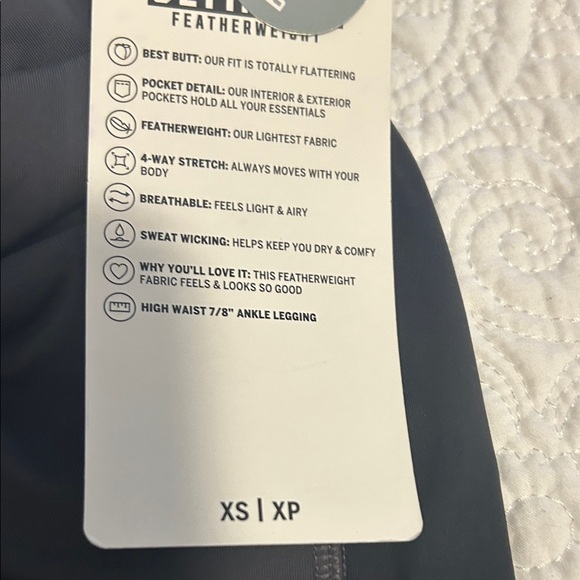 FEATHERWEIGHT
BEST BUTT: OUR FIT IS TOTALLY FLATTERING
POCKET DETAIL: OUR INTERIOR & EXTERIOR
POCKETS HOLD ALL YOUR ESSENTIALS
FEATHERWEIGHT: OUR LIGHTEST FABRIC
4-WAY STRETCH: ALWAYS MOVES WITH YOUR
BODY
BREATHABLE: FEELS LIGHT & AIRY
SWEAT WICKING: HELPS KEEP YOU DRY & COMFY
WHY YOU'LL LOVE IT: THIS FEATHERWEIGHT
FABRIC FEELS & LOOKS SO GOOD
HIGH WAIST 7/8" ANKLE LEGGING
XS | XP